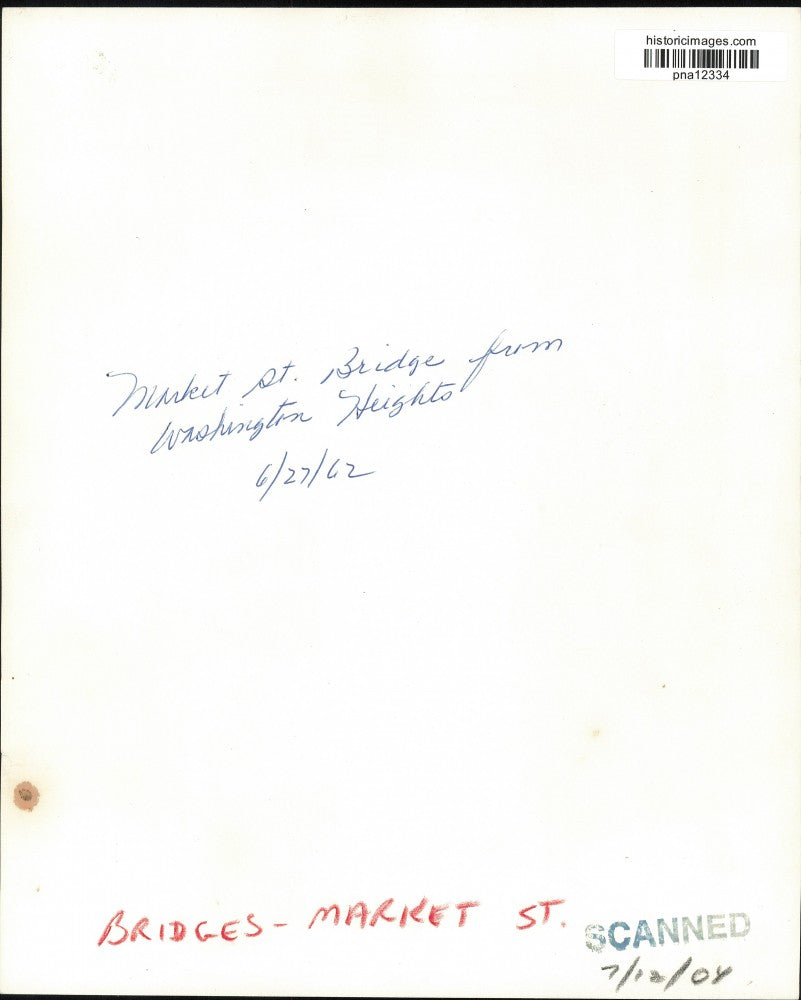 historicimages.com
pna12334
Market St. Bridge from
Washington Heights
6/27/62
BRIDGES - MARKET ST.
SCANNED
7/12/04